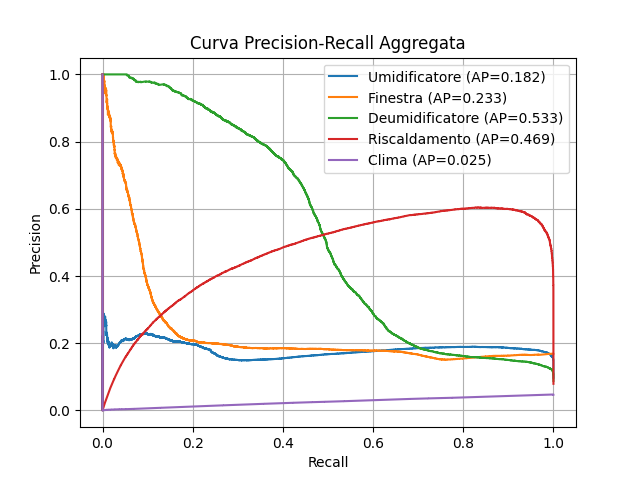 Curva Precision-Recall Aggregata
Umidificatore (AP=0.182)
Finestra (AP=0.233)
Deumidificatore (AP=0.533)
Riscaldamento (AP=0.469)
Clima (AP=0.025)
Precision
1.0
0.8
0.6
0.4
0.2
0.0
0.0 0.2 0.4 0.6 0.8 1.0
Recall